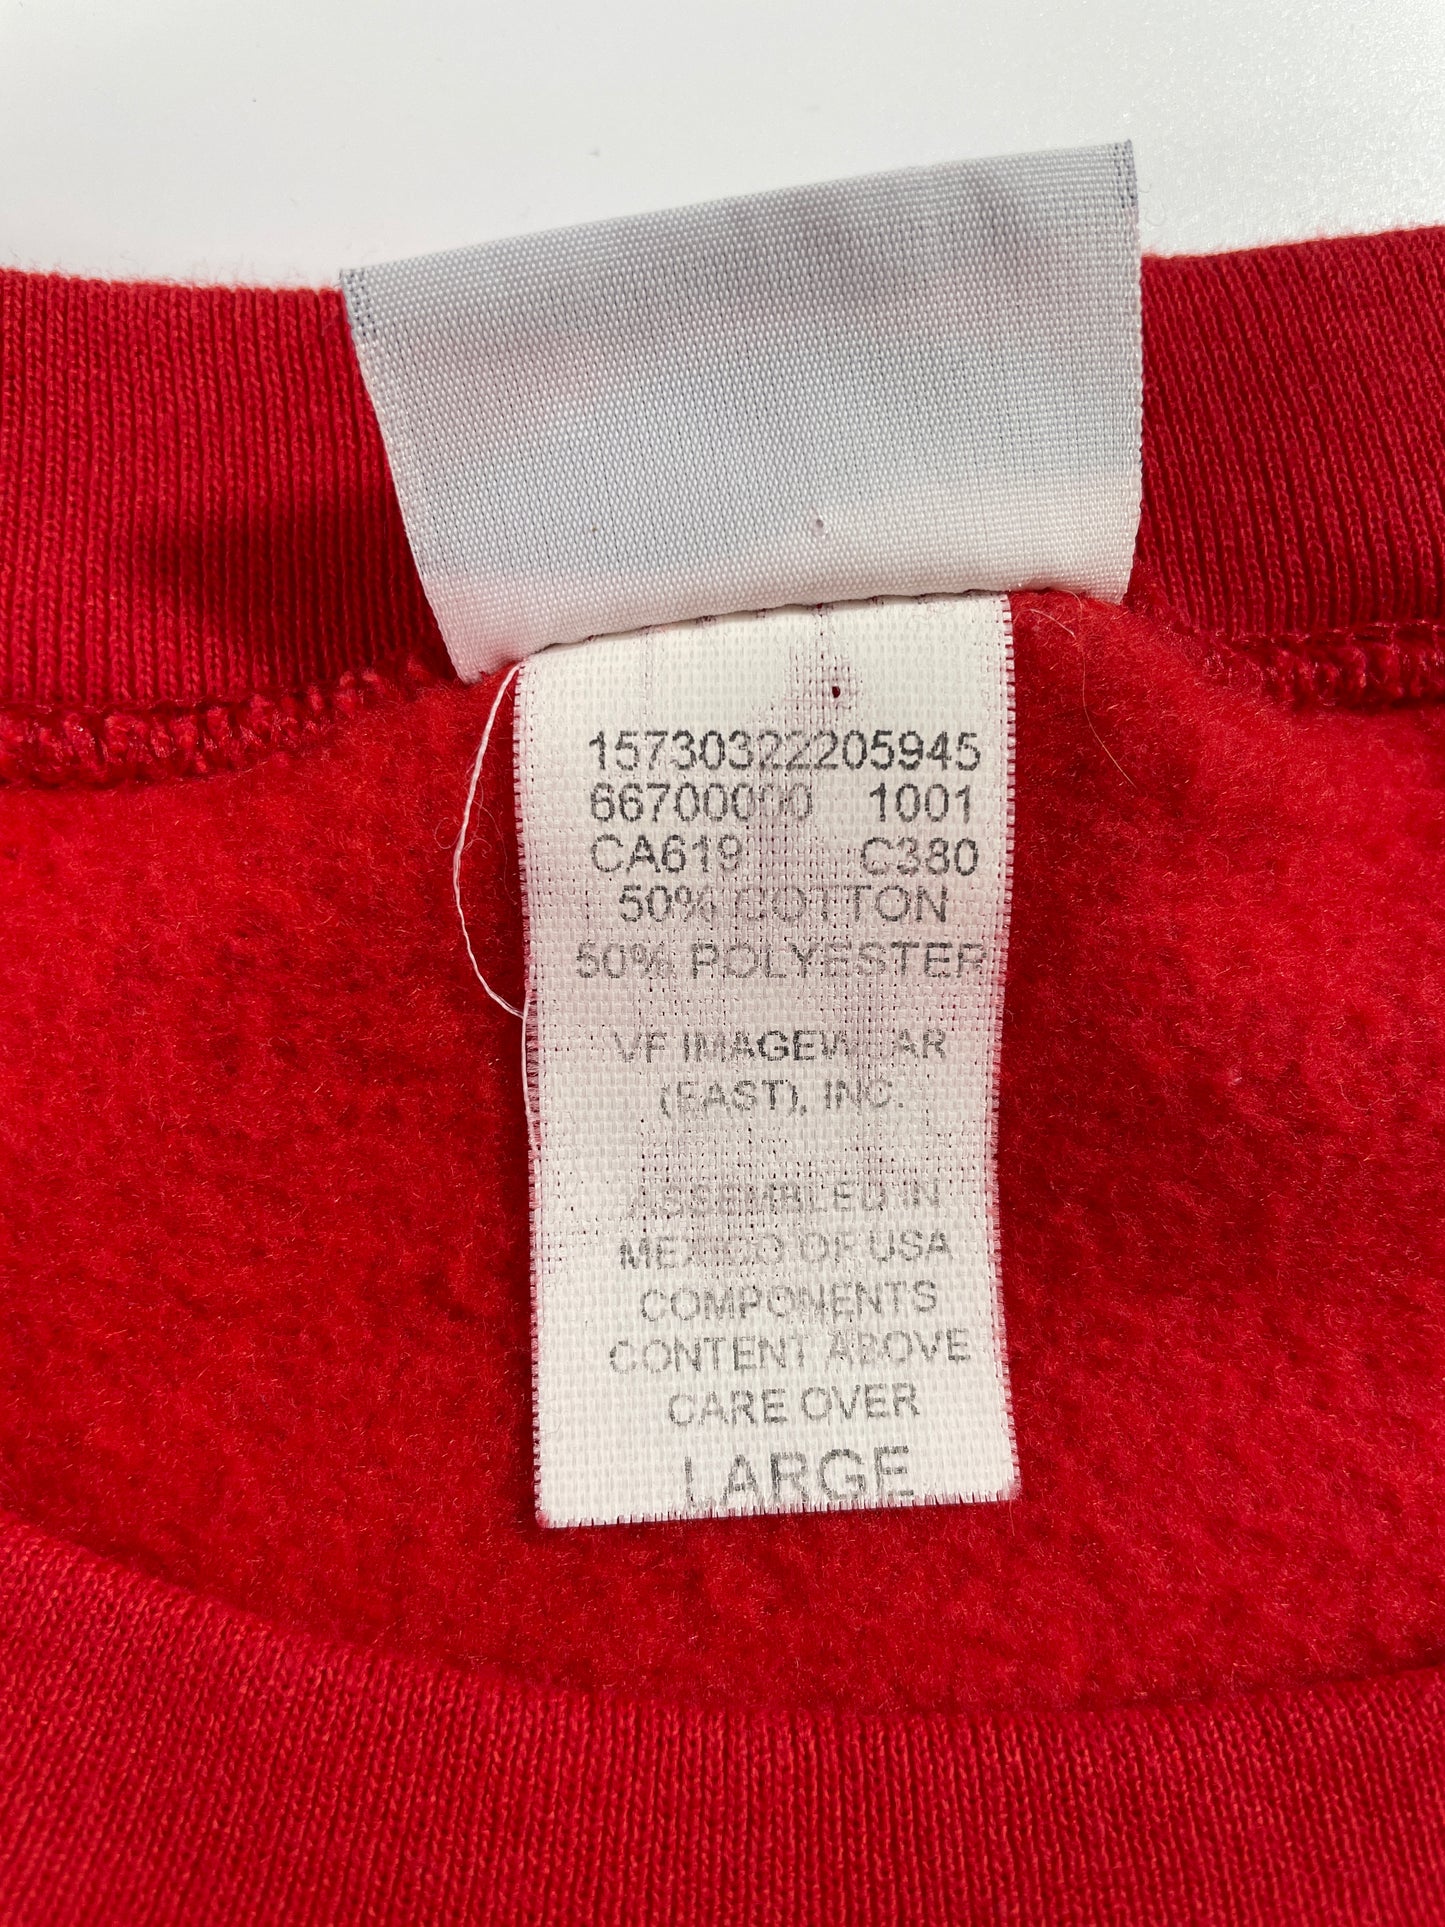 15730322205945
66700000 1001
CA619 C380
50% COTTON
50% POLYESTER
VF IMAGEWEAR
(EAST), INC.
ASSEMBLED IN
MEXICO OF USA
COMPONENTS
CONTENT ABOVE
CARE OVER
LARGE